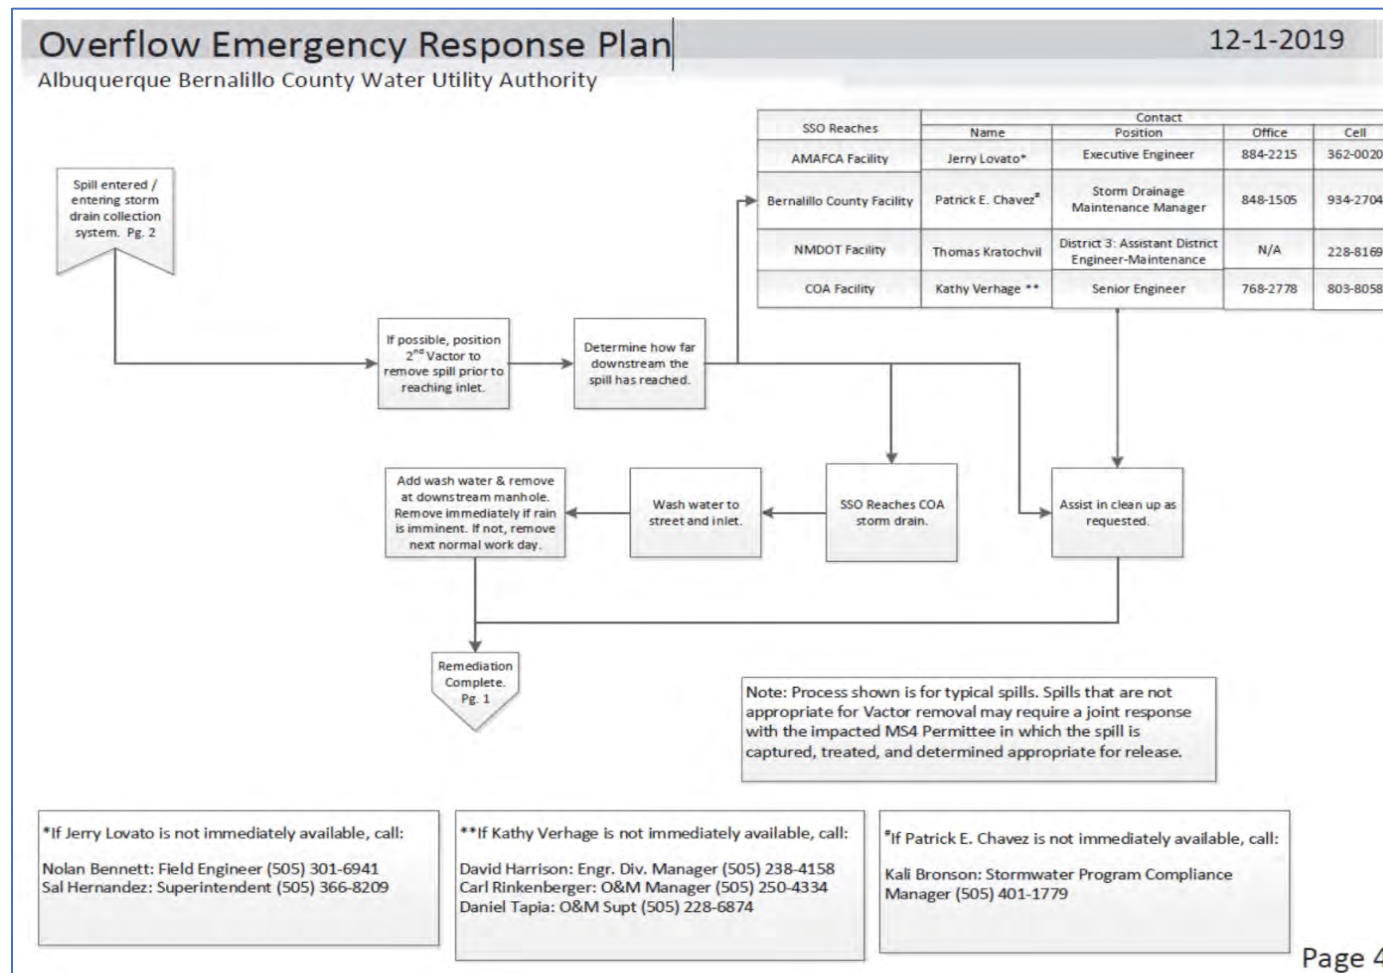 Overflow Emergency Response Plan
12-1-2019
Albuquerque Bernalillo County Water Utility Authority
SSO Reaches
Contact
Name
Position
Office
Cell
AMAFCA Facility
Jerry Lovato*
Executive Engineer
884-2215
362-0020
Bernalillo County Facility
Patrick E. Chavez#
Storm Drainage
Maintenance Manager
848-1505
934-2704
NMDOT Facility
Thomas Kratochvil
District 3: Assistant District
Engineer-Maintenance
N/A
228-8169
COA Facility
Kathy Verhage **
Senior Engineer
768-2778
803-8058
Spill entered /
entering storm
drain collection
system. Pg. 2
If possible, position
2nd Vactor to
remove spill prior to
reaching inlet.
Determine how far
downstream the
spill has reached.
Add wash water & remove
at downstream manhole.
Remove immediately if rain
is imminent. If not, remove
next normal work day.
Wash water to
street and inlet.
SSO Reaches COA
storm drain.
Assist in clean up as
requested.
Remediation
Complete.
Pg. 1
Note: Process shown is for typical spills. Spills that are not
appropriate for Vactor removal may require a joint response
with the impacted MS4 Permittee in which the spill is
captured, treated, and determined appropriate for release.
*If Jerry Lovato is not immediately available, call:
Nolan Bennett: Field Engineer (505) 301-6941
Sal Hernandez: Superintendent (505) 366-8209
**If Kathy Verhage is not immediately available, call:
David Harrison: Engr. Div. Manager (505) 238-4158
Carl Rinkenberger: O&M Manager (505) 250-4334
Daniel Tapia: O&M Supt (505) 228-6874
#If Patrick E. Chavez is not immediately available, call:
Kali Bronson: Stormwater Program Compliance
Manager (505) 401-1779
Page 4